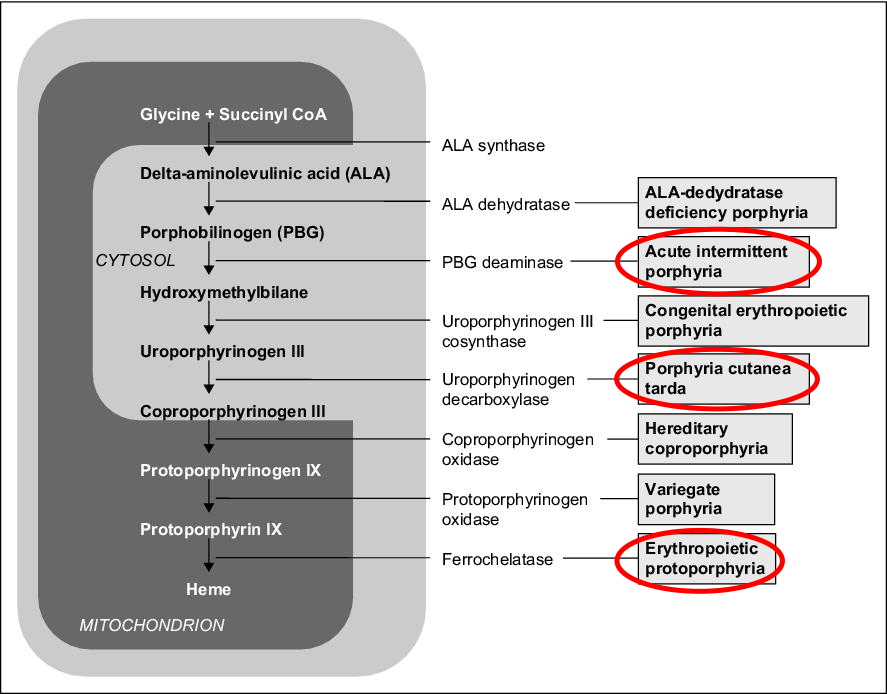 Glycine + Succinyl CoA
ALA synthase
Delta-aminolevulinic acid (ALA)
ALA dehydratase
ALA-dedydratase
deficiency porphyria
Porphobilinogen (PBG)
CYTOSOL
PBG deaminase
Acute intermittent
porphyria
Hydroxymethylbilane
Uroporphyrinogen III
cosynthase
Congenital erythropoietic
porphyria
Uroporphyrinogen III
Uroporphyrinogen
decarboxylase
Porphyria cutanea
tarda
Coproporphyrinogen III
Coproporphyrinogen
oxidase
Hereditary
coproporphyria
Protoporphyrinogen IX
Protoporphyrinogen
oxidase
Variegate
porphyria
Protoporphyrin IX
Ferrochelatase
Erythropoietic
protoporphyria
Heme
MITOCHONDRION